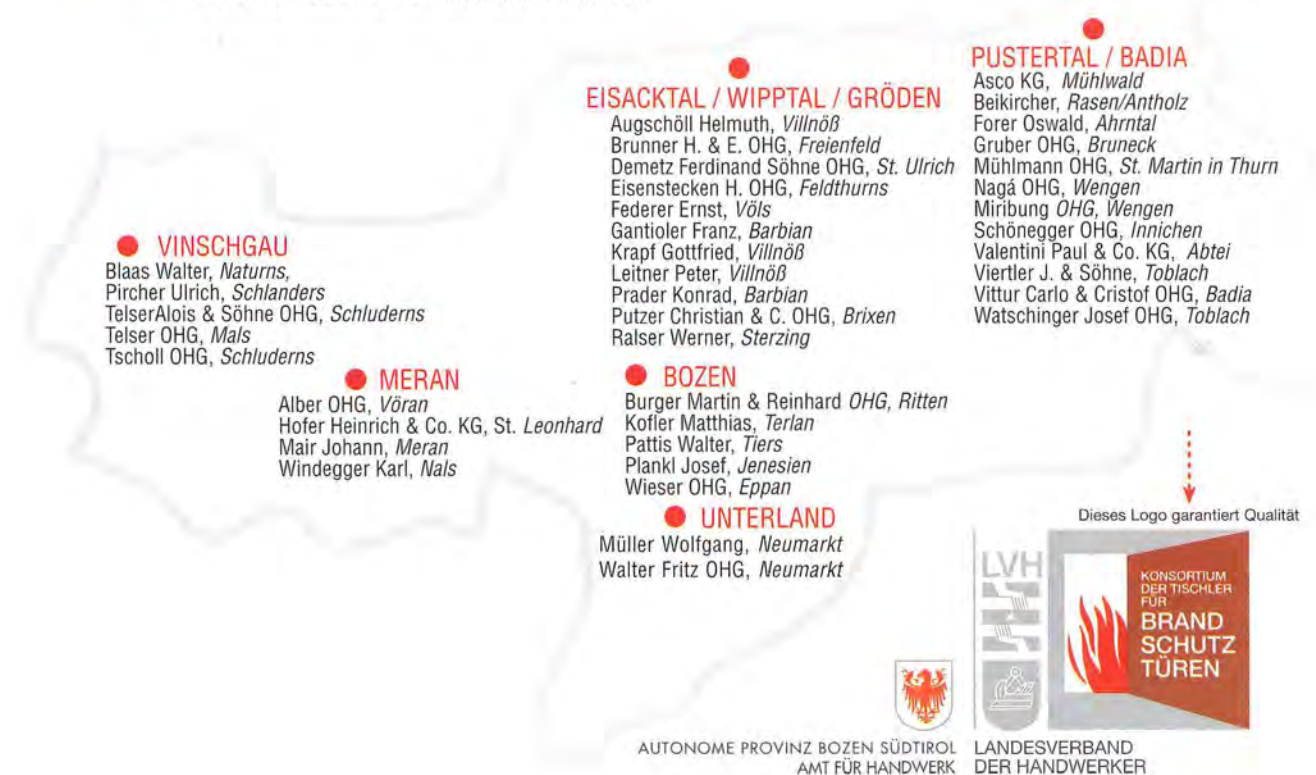 VINSCHGAU
Blaas Walter, Naturns,
Pircher Ulrich, Schlanders
TelserAlois & Söhne OHG, Schluderns
Telser OHG, Mals
Tscholl OHG, Schluderns
MERAN
Alber OHG, Vöran
Hofer Heinrich & Co. KG, St. Leonhard
Mair Johann, Meran
Windegger Karl, Nals
EISACKTAL / WIPPTAL / GRÖDEN
Augschöll Helmuth, Villnöß
Brunner H. & E. OHG, Freienfeld
Demetz Ferdinand Söhne OHG, St. Ulrich
Eisenstecken H. OHG, Feldthurns
Federer Ernst, Völs
Gantioler Franz, Barbian
Krapf Gottfried, Villnöß
Leitner Peter, Villnöß
Prader Konrad, Barbian
Putzer Christian & C. OHG, Brixen
Ralser Werner, Sterzing
BOZEN
Burger Martin & Reinhard OHG, Ritten
Kofler Matthias, Terlan
Pattis Walter, Tiers
Plankl Josef, Jenesien
Wieser OHG, Eppan
UNTERLAND
Müller Wolfgang, Neumarkt
Walter Fritz OHG, Neumarkt
PUSTERTAL / BADIA
Asco KG, Mühlwald
Beikircher, Rasen/Antholz
Forer Oswald, Ahrntal
Gruber OHG, Bruneck
Mühlmann OHG, St. Martin in Thurn
Nagá OHG, Wengen
Miribung OHG, Wengen
Schönegger OHG, Innichen
Valentini Paul & Co. KG, Abtei
Viertler J. & Söhne, Toblach
Vittur Carlo & Cristof OHG, Badia
Watschinger Josef OHG, Toblach
Dieses Logo garantiert Qualität
LVH
KONSORTIUM
DER TISCHLER
FÜR
BRAND
SCHUTZ
TÜREN
AUTONOME PROVINZ BOZEN SÜDTIROL
AMT FÜR HANDWERK
LANDESVERBAND
DER HANDWERKER